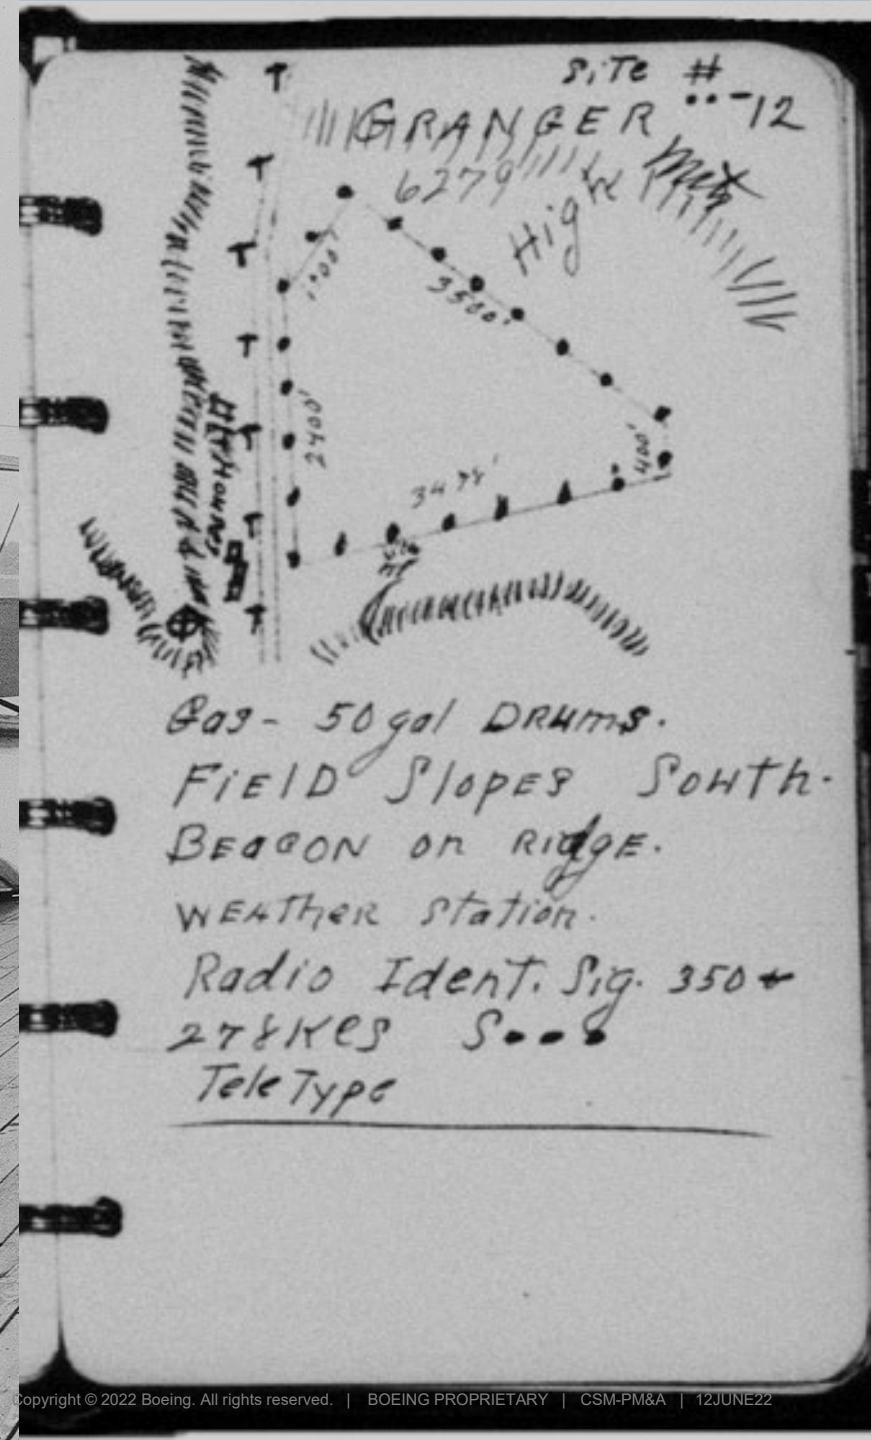 SiTe #
••–12
GRANGER
6279
High
1000'
3500'
2400'
400'
3478'
Gas- 50 gal DRums.
FiElD Slopes South.
BEaCON on RidgE.
WEATheR Station.
Radio Ident. Sig. 350 +
278 KCS S•••
TeleType
Copyright © 2022 Boeing. All rights reserved. | BOEING PROPRIETARY | CSM-PM&A | 12JUNE22